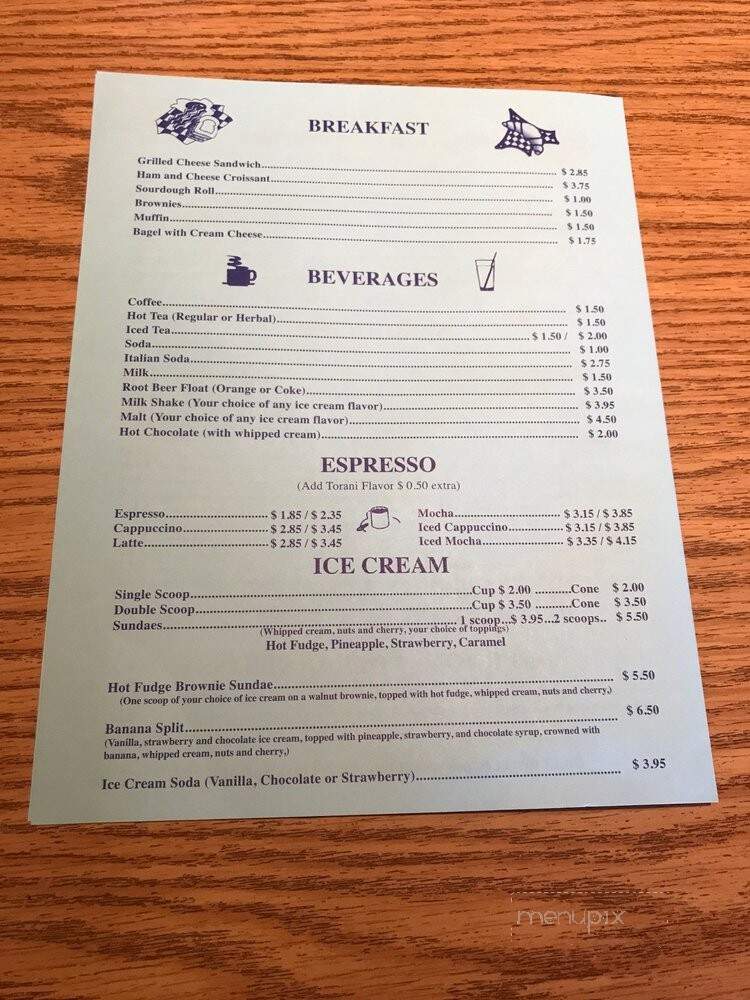 BREAKFAST
Grilled Cheese Sandwich.......... $ 2.85
Ham and Cheese Croissant.......... $ 3.75
Sourdough Roll.......... $ 1.00
Brownies.......... $ 1.50
Muffin.......... $ 1.50
Bagel with Cream Cheese.......... $ 1.75
BEVERAGES
Coffee.......... $ 1.50
Hot Tea (Regular or Herbal).......... $ 1.50
Iced Tea.......... $ 1.50 / $ 2.00
Soda.......... $ 1.00
Italian Soda.......... $ 2.75
Milk.......... $ 1.50
Root Beer Float (Orange or Coke).......... $ 3.50
Milk Shake (Your choice of any ice cream flavor).......... $ 3.95
Malt (Your choice of any ice cream flavor).......... $ 4.50
Hot Chocolate (with whipped cream).......... $ 2.00
ESPRESSO
(Add Torani Flavor $ 0.50 extra)
Espresso.......... $ 1.85 / $ 2.35
Cappuccino.......... $ 2.85 / $ 3.45
Latte.......... $ 2.85 / $ 3.45
Mocha.......... $ 3.15 / $ 3.85
Iced Cappuccino.......... $ 3.15 / $ 3.85
Iced Mocha.......... $ 3.35 / $ 4.15
ICE CREAM
Single Scoop..........Cup $ 2.00 ..........Cone $ 2.00
Double Scoop..........Cup $ 3.50 ..........Cone $ 3.50
Sundaes.......... 1 scoop...$ 3.95...2 scoops.. $ 5.50
(Whipped cream, nuts and cherry, your choice of toppings)
Hot Fudge, Pineapple, Strawberry, Caramel
Hot Fudge Brownie Sundae.......... $ 5.50
(One scoop of your choice of ice cream on a walnut brownie, topped with hot fudge, whipped cream, nuts and cherry,)
Banana Split.......... $ 6.50
(Vanilla, strawberry and chocolate ice cream, topped with pineapple, strawberry, and chocolate syrup, crowned with
banana, whipped cream, nuts and cherry,)
Ice Cream Soda (Vanilla, Chocolate or Strawberry).......... $ 3.95
menupix